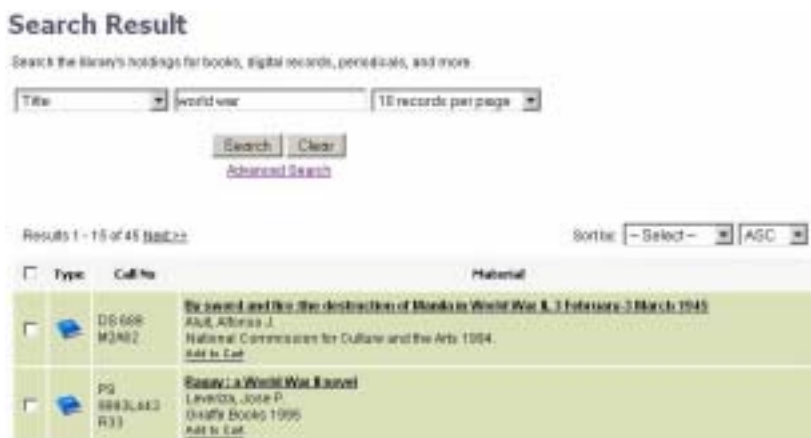 Search Result
Search the library's holdings for books, digital records, periodicals, and more
Title world war 10 records per page
Search Clear
Advanced Search
Results 1 - 15 of 45 Next>> Sort by: -- Select -- ASC
Type Call No Material
By sword and fire :the destruction of Manila in World War II, 3 February-3 March 1945
DS 689 Aluit, Alfonso J.
National Commission for Culture and the Arts 1994.
Add to Cart
Ragay : a World War II novel
PS Leveriza, Jose P.
R33 Giraffe Books 1995
Add to Cart